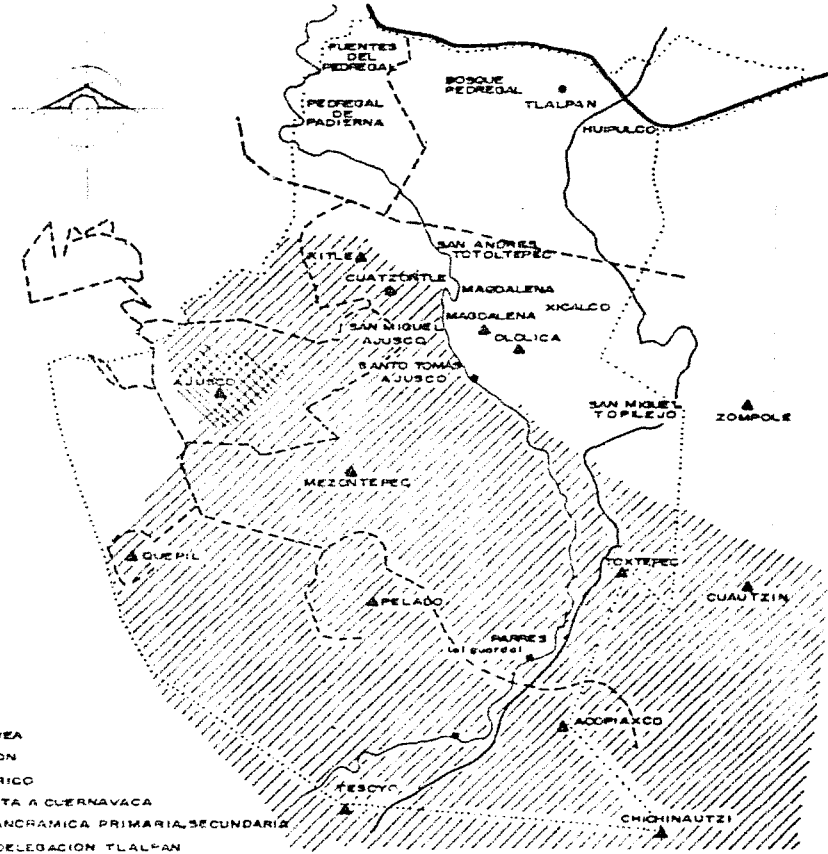 FUENTES
DEL
PEDREGAL
BOSQUE
PEDREGAL
TLALPAN
PEDREGAL
DE
PADIERNA
HUIPULCO
SAN ANDRES
TOTOLTEPEC
XITLE
CUATZONTLE
MAGDALENA
XICALCO
SAN MIGUEL
AJUSCO
MAGDALENA
OLOLICA
SANTO TOMAS
AJUSCO
AJUSCO
SAN MIGUEL
TOPILEJO
ZOMPOLE
MEZONTEPEC
QUEPIL
TOXTEPEC
CUAUTZIN
PELADO
PARRES
(el guarda)
ACOPIAXCO
TESOYO
CHICHINAUTZI
A CUERNAVACA
PRIMARIA, SECUNDARIA
DELEGACION TLALPAN